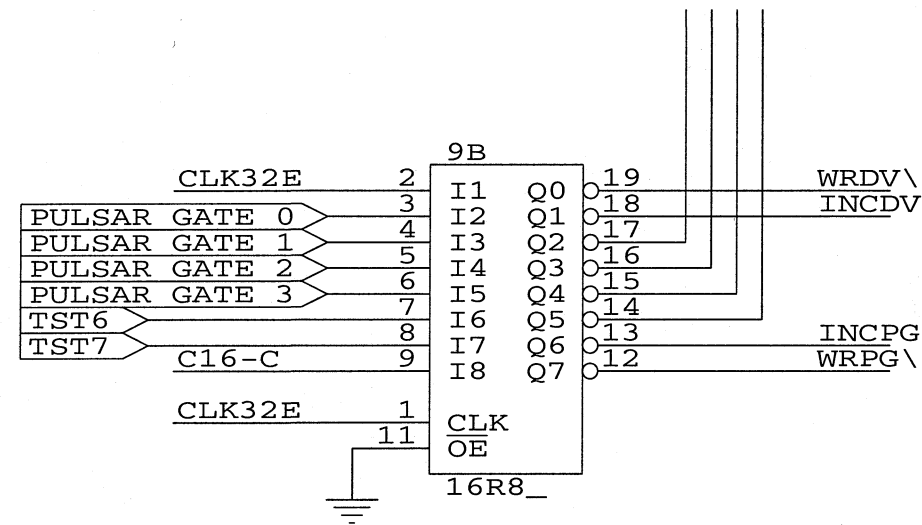 9B
CLK32E 2 I1 Q0 19 WRDV\
PULSAR GATE 0 3 I2 Q1 18 INCDV
PULSAR GATE 1 4 I3 Q2 17
PULSAR GATE 2 5 I4 Q3 16
PULSAR GATE 3 6 I5 Q4 15
TST6 7 I6 Q5 14
TST7 8 I7 Q6 13 INCPG
C16-C 9 I8 Q7 12 WRPG\
CLK32E 1 CLK
11 OE
16R8_